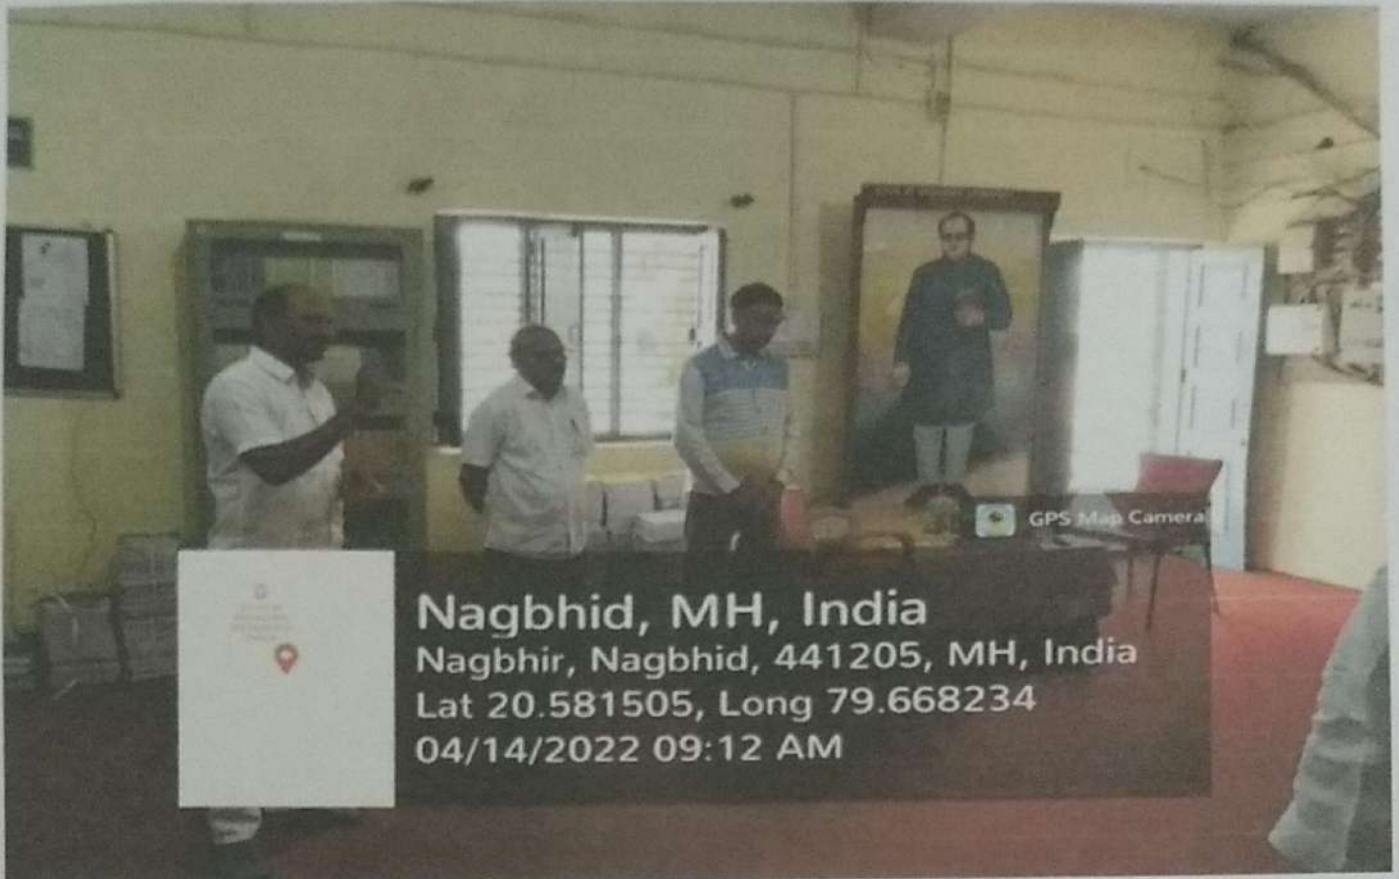 GPS Map Camera
Nagbhid, MH, India
Nagbhir, Nagbhid, 441205, MH, India
Lat 20.581505, Long 79.668234
04/14/2022 09:12 AM